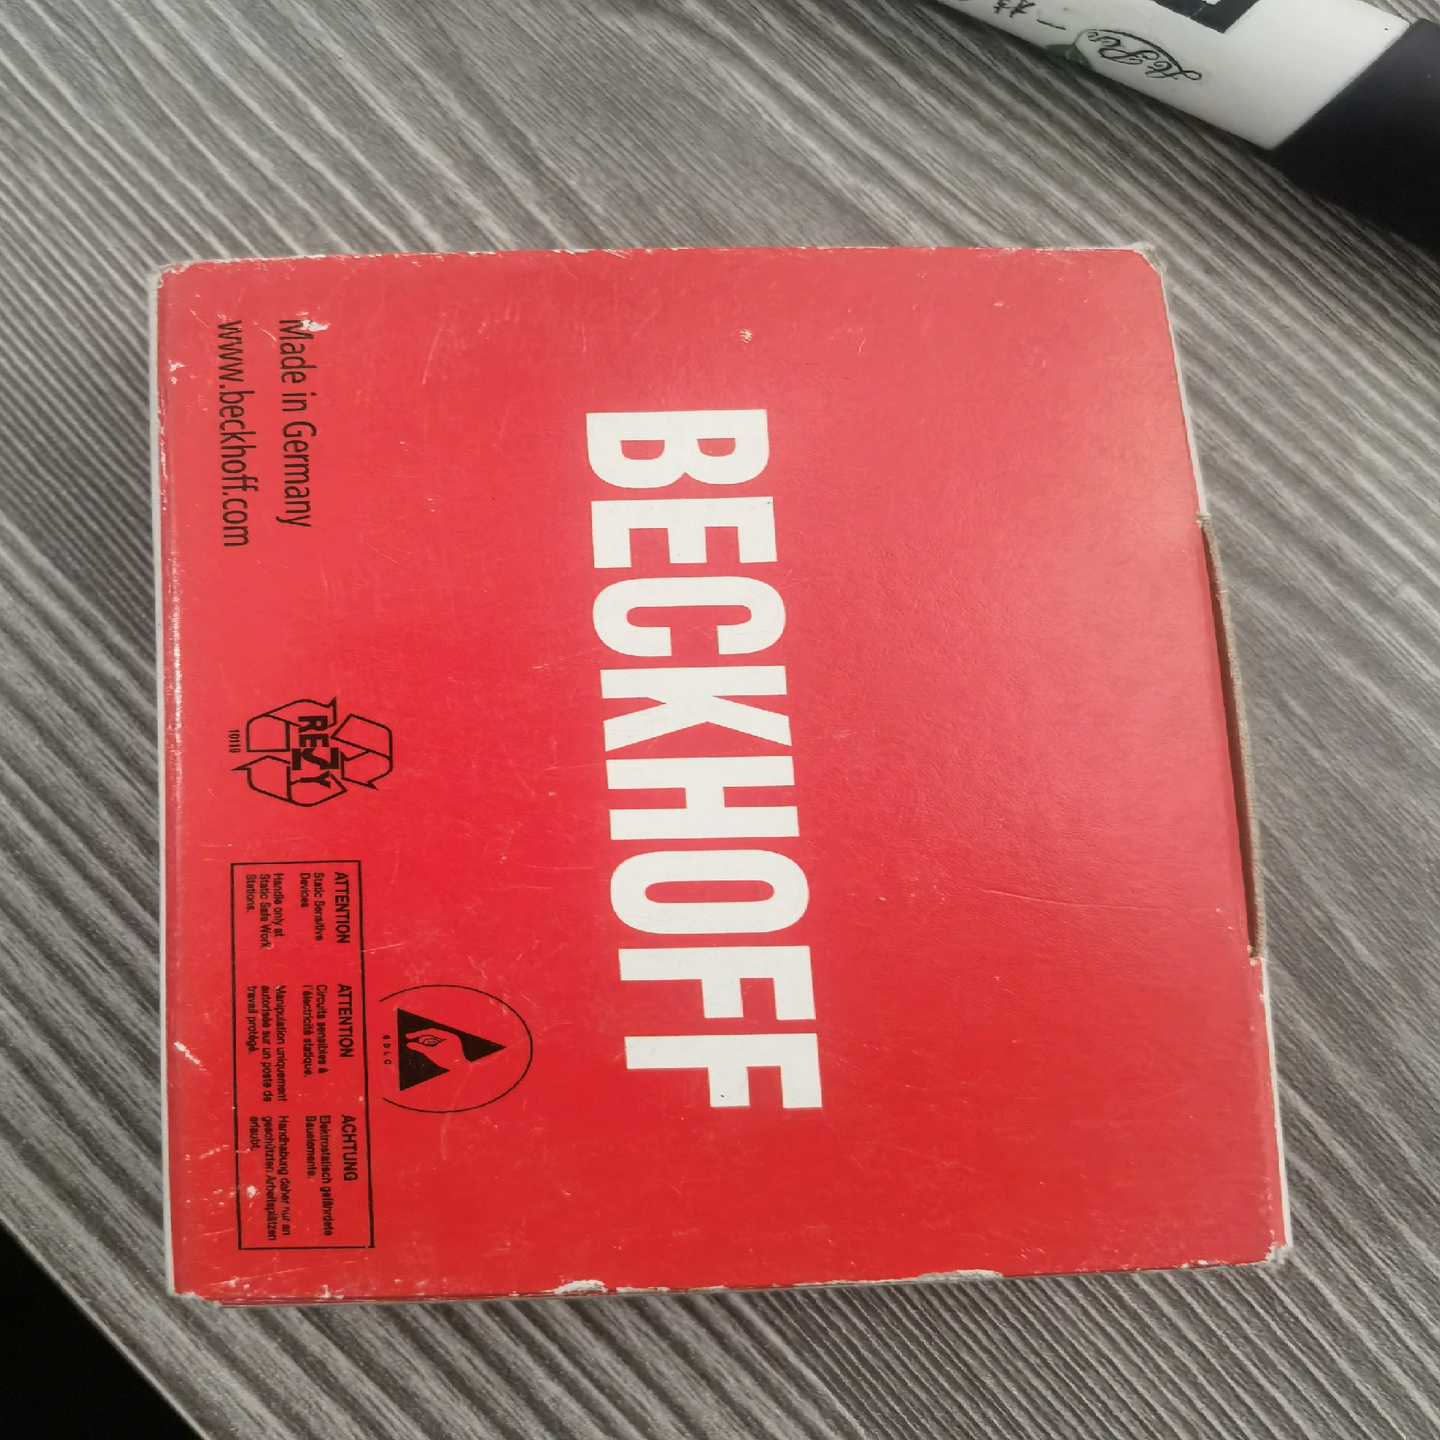 BECKHOFF
Made in Germany
www.beckhoff.com
REZY
10119
ATTENTION
Static Sensitive
Devices
Handle only at
Static Safe Work
Stations.
ATTENTION
Circuits sensibles à
l'électricité statique.
Manipulation uniquement
autorisée sur un poste de
travail protégé.
ACHTUNG
Elektrostatisch gefährdete
Bauelemente.
Handhabung daher nur an
geschützten Arbeitsplätzen
erlaubt.